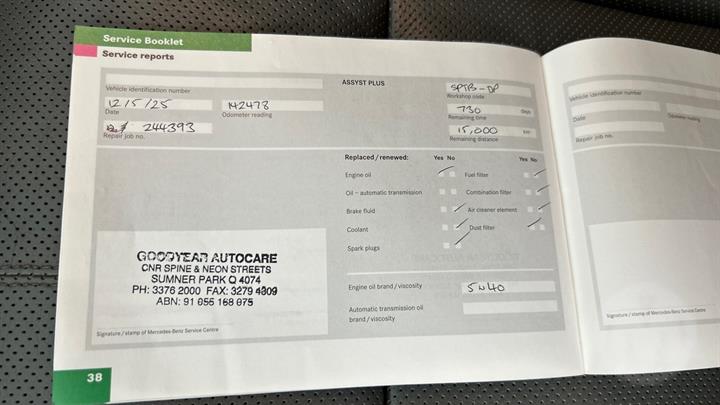 Service Booklet
Service reports
Vehicle identification number
12/5/25
Date
142478
Odometer reading
244393
Repair job no.
ASSYST PLUS
SPTB-DP
Workshop code
730 days
Remaining time
15,000 km
Remaining distance
Replaced / renewed: Yes No Yes No
Engine oil Fuel filter
Oil – automatic transmission Combination filter
Brake fluid Air cleaner element
Coolant Dust filter
Spark plugs
Engine oil brand / viscosity 5W40
Automatic transmission oil
brand / viscosity
GOODYEAR AUTOCARE
CNR SPINE & NEON STREETS
SUMNER PARK Q 4074
PH: 3376 2000 FAX: 3279 4309
ABN: 91 055 168 075
Signature / stamp of Mercedes-Benz Service Centre
38
Vehicle identification number
Date
Odometer reading
Repair job no.
Signature / stamp of Mercedes-Benz Service Centre